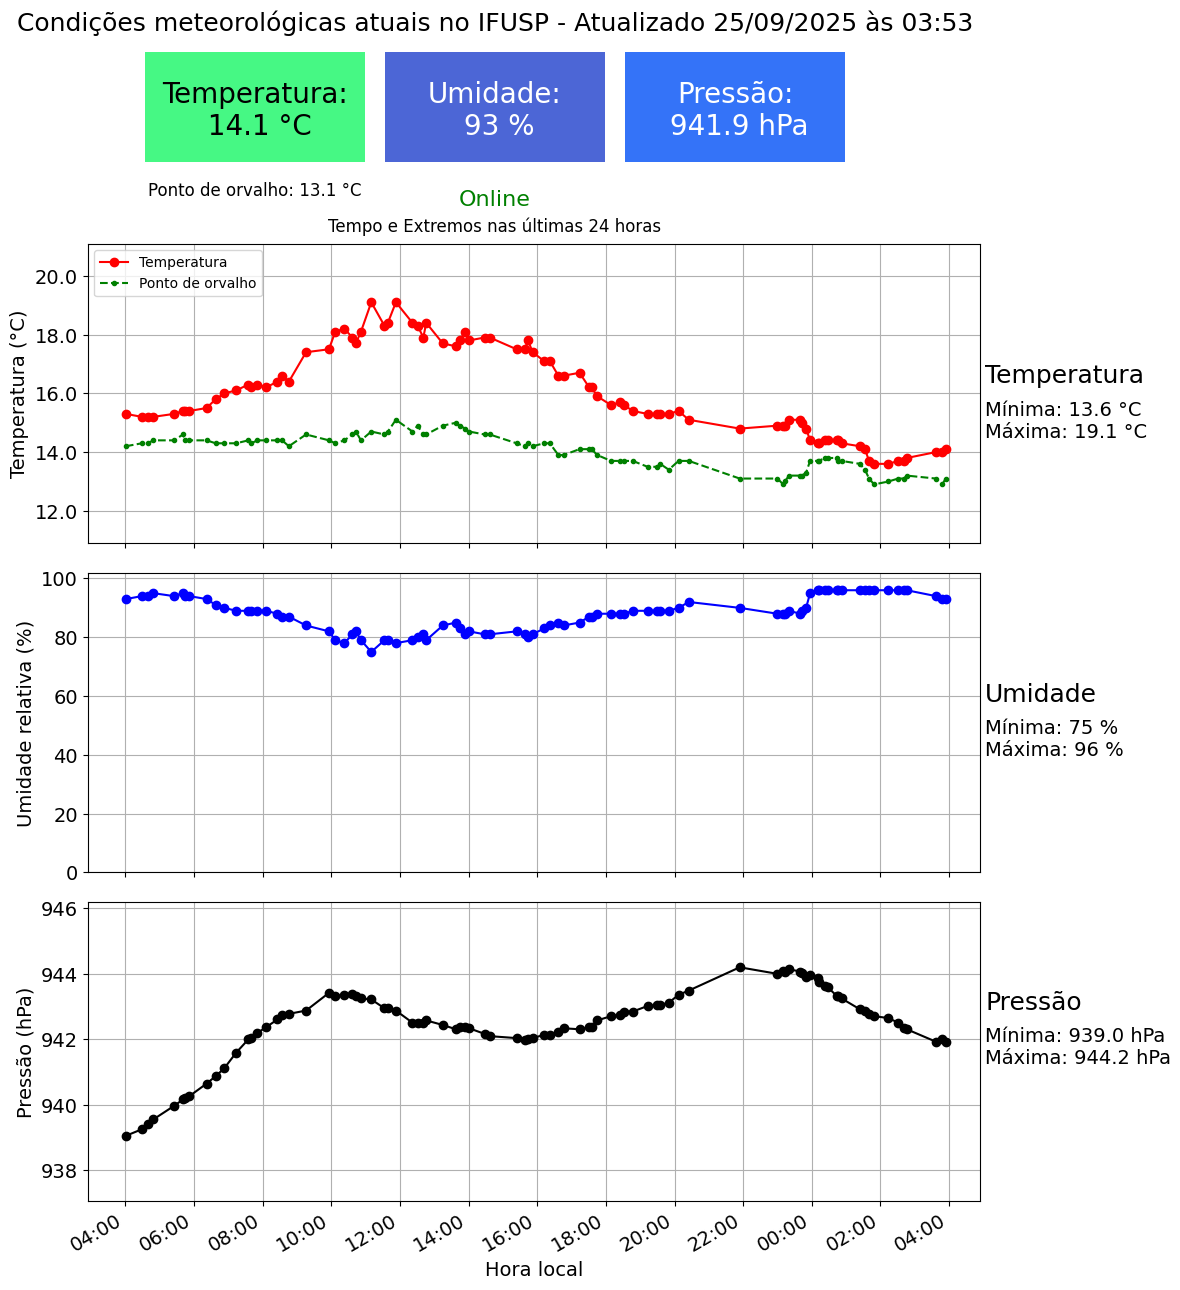 Condições meteorológicas atuais no IFUSP - Atualizado 25/09/2025 às 03:53
Temperatura:
14.1 °C
Umidade:
93 %
Pressão:
941.9 hPa
Ponto de orvalho: 13.1 °C
Online
Tempo e Extremos nas últimas 24 horas
Temperatura
Ponto de orvalho
20.0
18.0
16.0
14.0
12.0
Temperatura (°C)
Temperatura
Mínima: 13.6 °C
Máxima: 19.1 °C
100
80
60
40
20
0
Umidade relativa (%)
Umidade
Mínima: 75 %
Máxima: 96 %
946
944
942
940
938
Pressão (hPa)
Pressão
Mínima: 939.0 hPa
Máxima: 944.2 hPa
04:00
06:00
08:00
10:00
12:00
14:00
16:00
18:00
20:00
22:00
00:00
02:00
04:00
Hora local